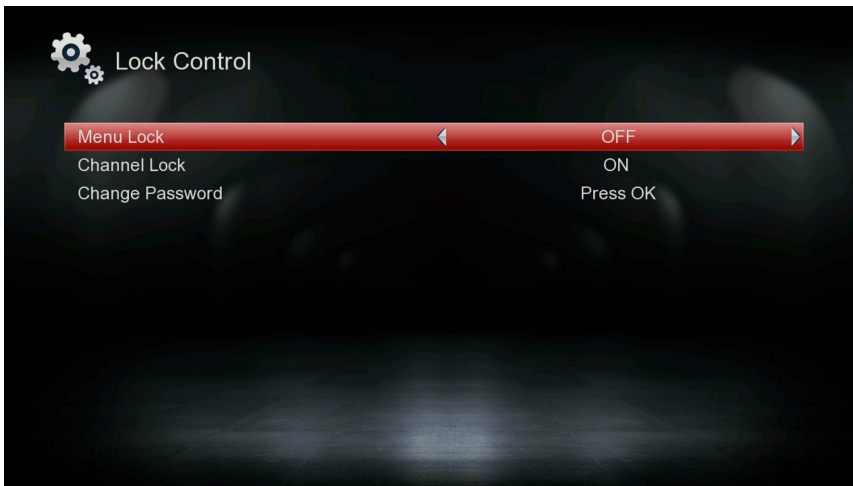 Lock Control
Menu Lock OFF
Channel Lock ON
Change Password Press OK